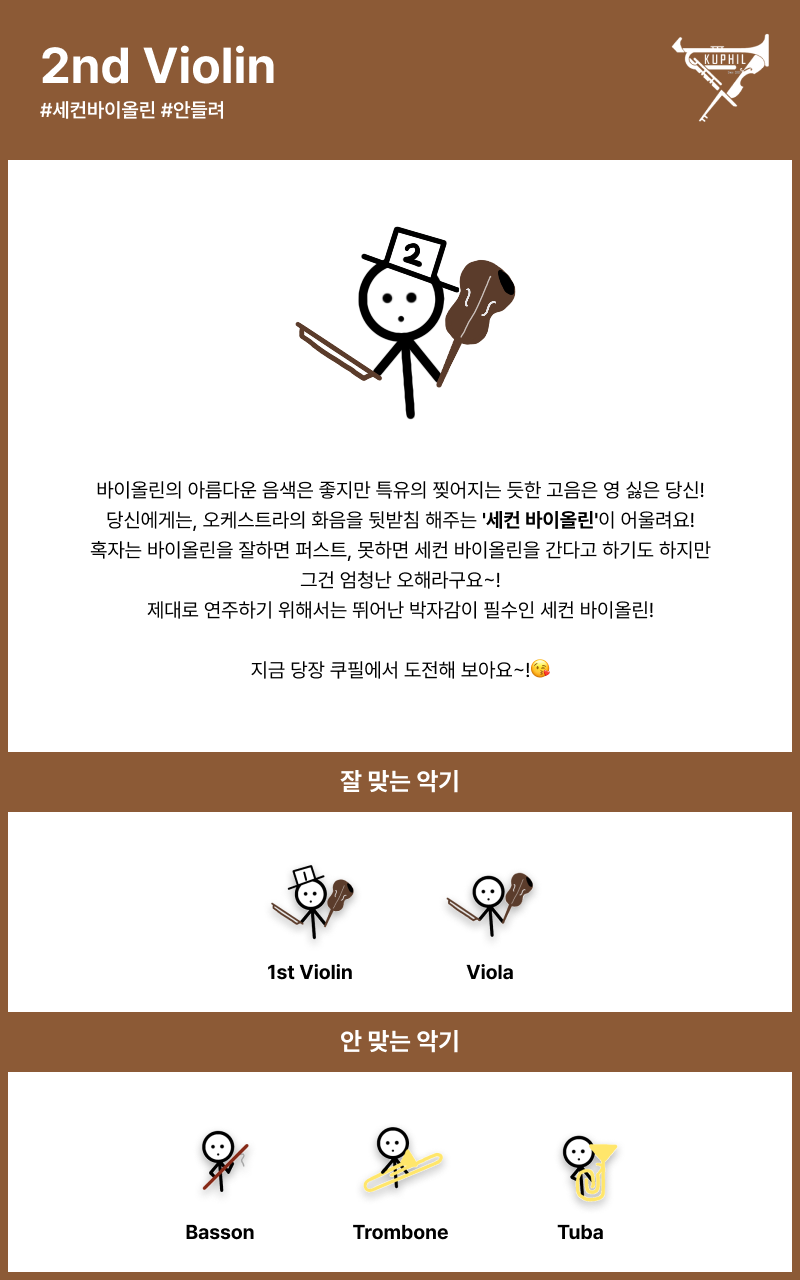 2nd Violin
#세컨바이올린 #안들려
KUPHIL
2
바이올린의 아름다운 음색은 좋지만 특유의 찢어지는 듯한 고음은 영 싫은 당신!
당신에게는, 오케스트라의 화음을 뒷받침 해주는 '세컨 바이올린'이 어울려요!
혹자는 바이올린을 잘하면 퍼스트, 못하면 세컨 바이올린을 간다고 하기도 하지만
그건 엄청난 오해라구요~!
제대로 연주하기 위해서는 뛰어난 박자감이 필수인 세컨 바이올린!
지금 당장 쿠필에서 도전해 보아요~!😘
잘 맞는 악기
1
1st Violin
Viola
안 맞는 악기
Basson
Trombone
Tuba